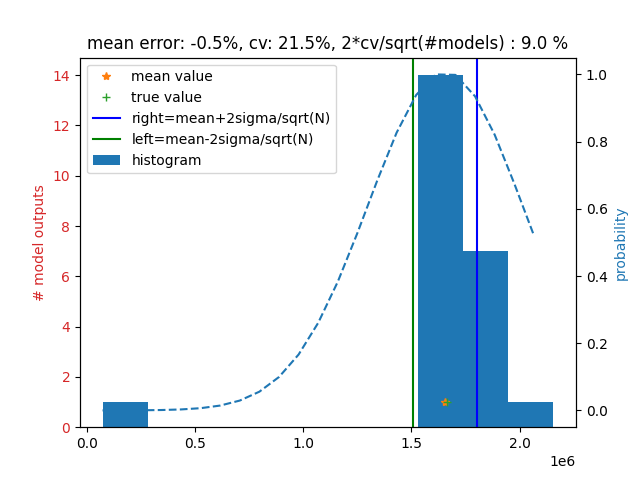 mean error: -0.5%, cv: 21.5%, 2*cv/sqrt(#models) : 9.0 %
mean value
true value
right=mean+2sigma/sqrt(N)
left=mean-2sigma/sqrt(N)
histogram
# model outputs
14
12
10
8
6
4
2
0
probability
1.0
0.8
0.6
0.4
0.2
0.0
0.0 0.5 1.0 1.5 2.0
1e6